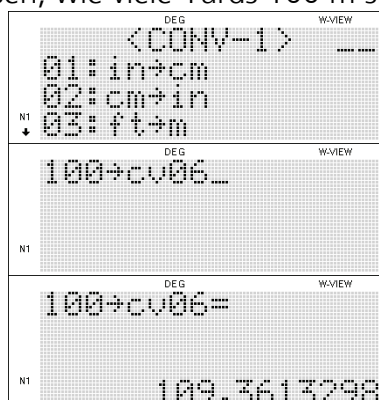 wie viele Yards 100 m s
DEG W-VIEW
<CONV-1> __
01:in→cm
02:cm→in
N1 03:ft→m
DEG W-VIEW
100→cv06_
N1
DEG W-VIEW
100→cv06=
N1
109.3613298